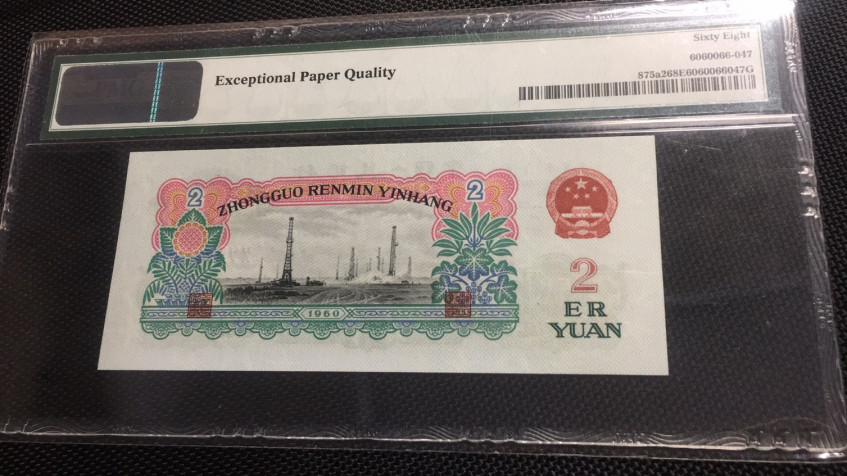 Sixty Eight
6060066-047
Exceptional Paper Quality
875a268E6060066047G
2 ZHONGGUO RENMIN YINHANG 2
2
ER
YUAN
1960